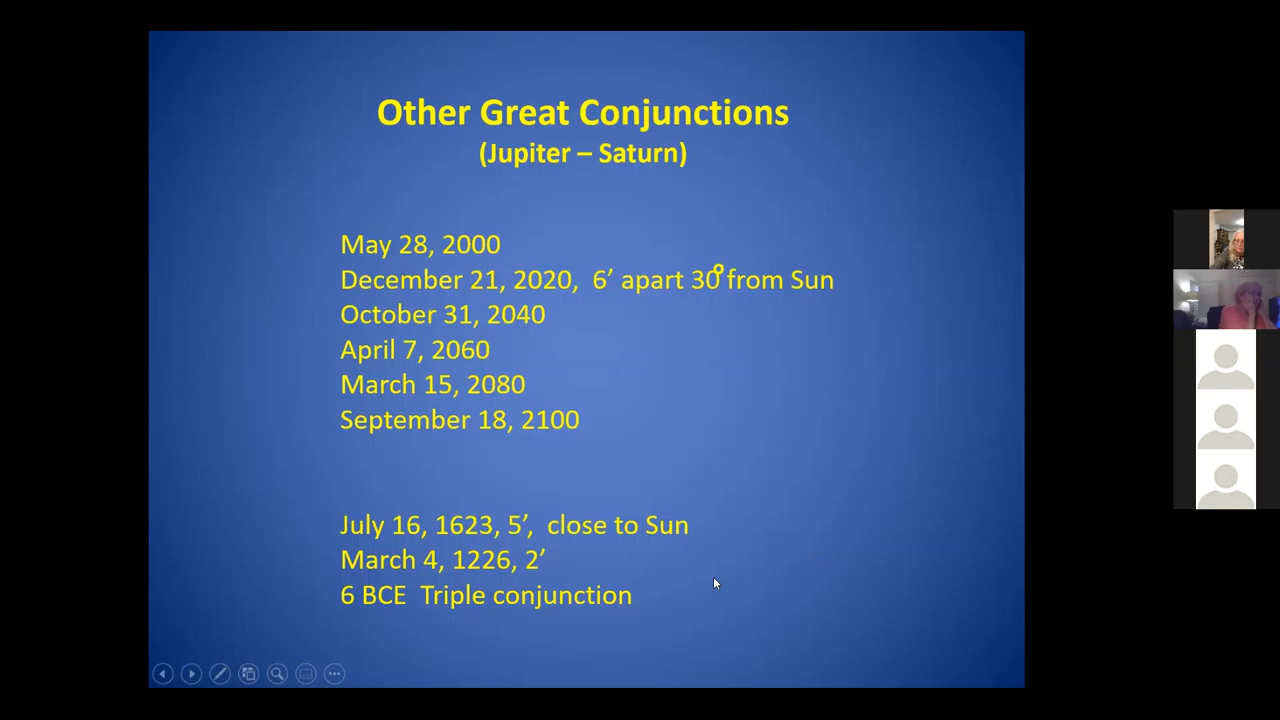 Other Great Conjunctions
(Jupiter – Saturn)
May 28, 2000
December 21, 2020,  6′ apart 30° from Sun
October 31, 2040
April 7, 2060
March 15, 2080
September 18, 2100
July 16, 1623, 5′,  close to Sun
March 4, 1226, 2′
6 BCE  Triple conjunction